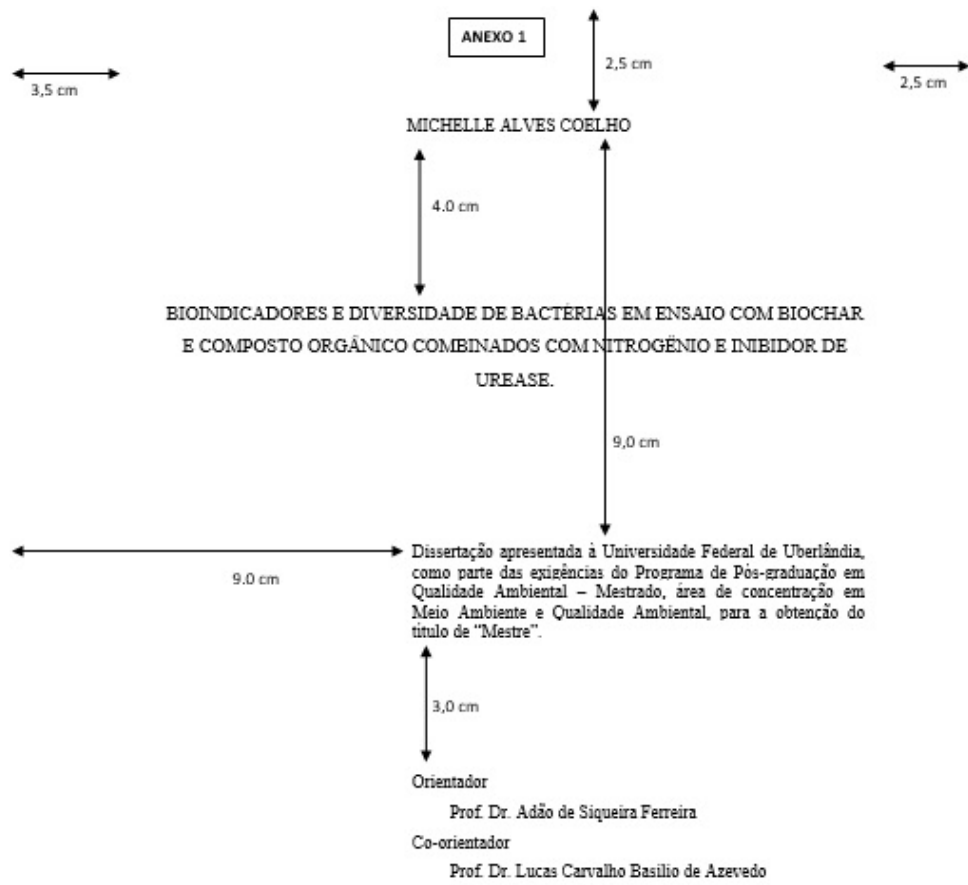 ANEXO 1
2,5 cm
3,5 cm
2,5 cm
MICHELLE ALVES COELHO
4.0 cm
BIOINDICADORES E DIVERSIDADE DE BACTÉRIAS EM ENSAIO COM BIOCHAR
E COMPOSTO ORGÂNICO COMBINADOS COM NITROGÊNIO E INIBIDOR DE
UREASE.
9,0 cm
Dissertação apresentada à Universidade Federal de Uberlândia,
como parte das exigências do Programa de Pós-graduação em
Qualidade Ambiental – Mestrado, área de concentração em
Meio Ambiente e Qualidade Ambiental, para a obtenção do
título de “Mestre”.
9.0 cm
3,0 cm
Orientador
Prof. Dr. Adão de Siqueira Ferreira
Co-orientador
Prof. Dr. Lucas Carvalho Basilio de Azevedo